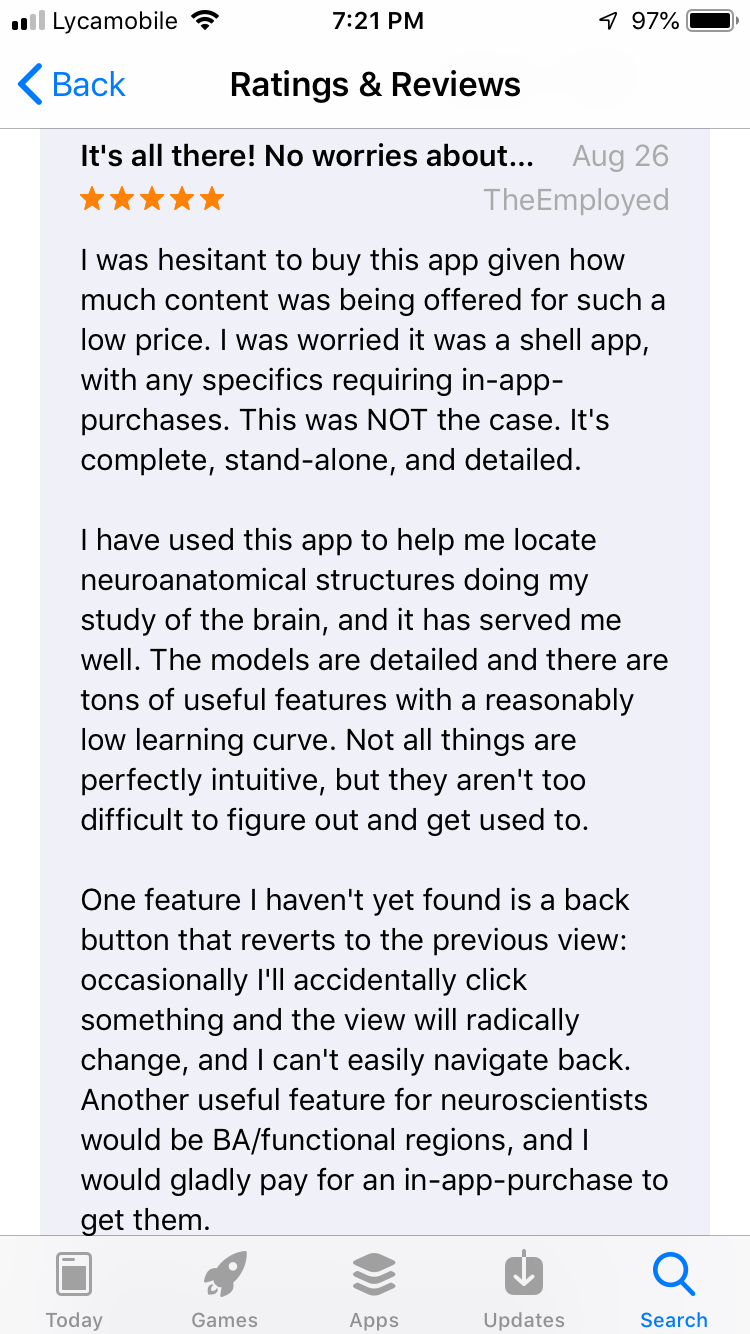 Lycamobile 7:21 PM 97%
Back Ratings & Reviews
It's all there! No worries about... Aug 26
TheEmployed
I was hesitant to buy this app given how
much content was being offered for such a
low price. I was worried it was a shell app,
with any specifics requiring in-app-
purchases. This was NOT the case. It's
complete, stand-alone, and detailed.
I have used this app to help me locate
neuroanatomical structures doing my
study of the brain, and it has served me
well. The models are detailed and there are
tons of useful features with a reasonably
low learning curve. Not all things are
perfectly intuitive, but they aren't too
difficult to figure out and get used to.
One feature I haven't yet found is a back
button that reverts to the previous view:
occasionally I'll accidentally click
something and the view will radically
change, and I can't easily navigate back.
Another useful feature for neuroscientists
would be BA/functional regions, and I
would gladly pay for an in-app-purchase to
get them.
Today Games Apps Updates Search